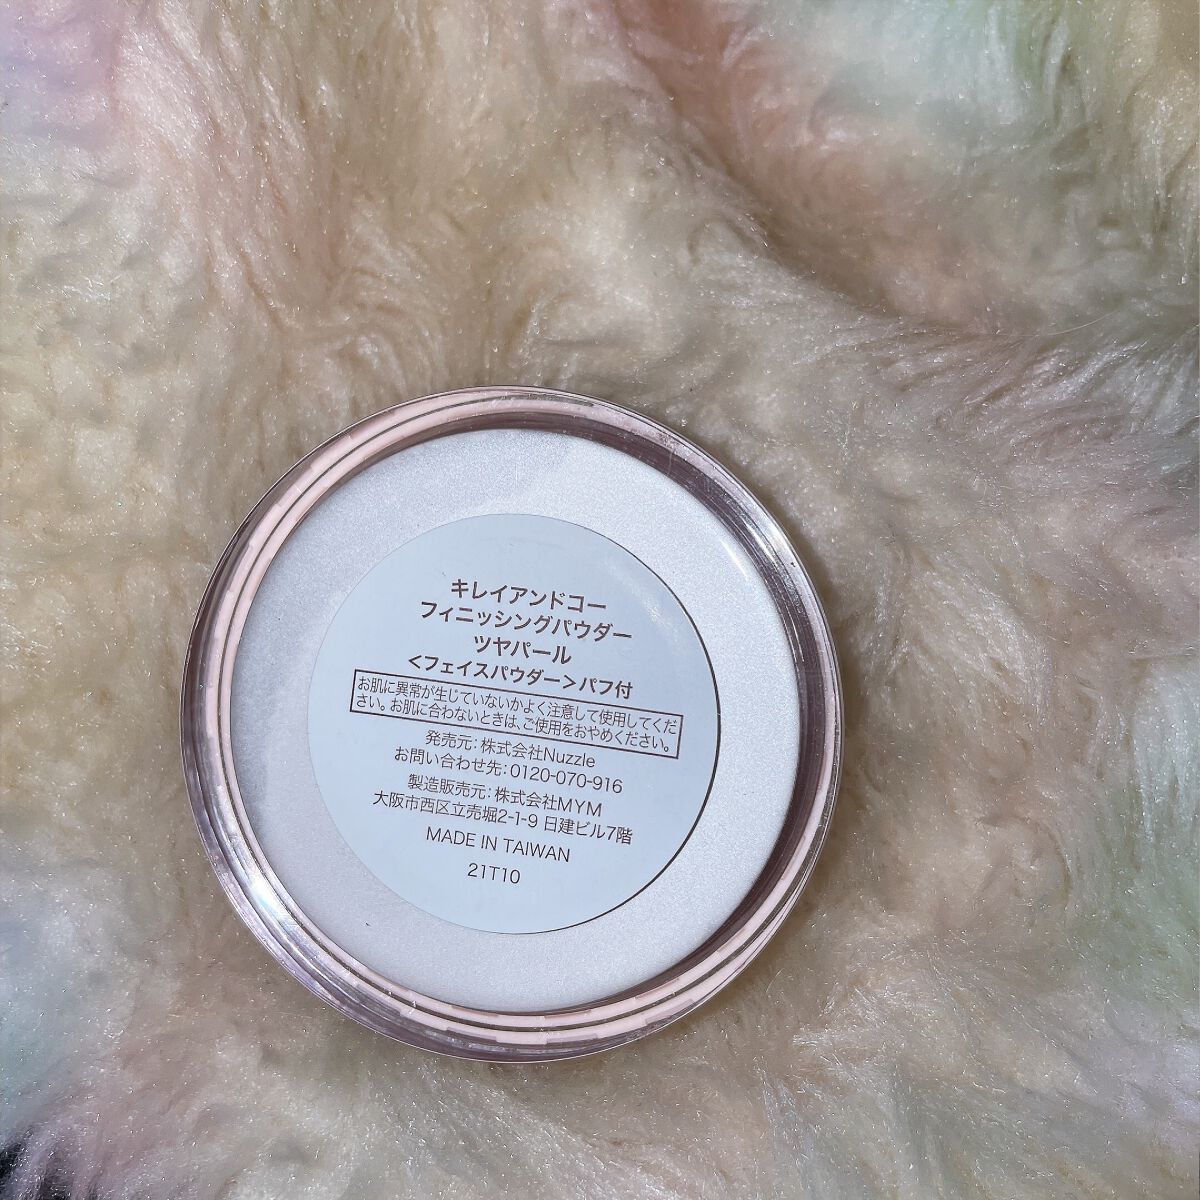 キレイアンドコー
フィニッシングパウダー
ツヤパール
<フェイスパウダー>パフ付
お肌に異常が生じていないかよく注意して使用してくだ
さい。お肌に合わないときは、ご使用をおやめください。
発売元:株式会社Nuzzle
お問い合わせ先:0120-070-916
製造販売元:株式会社MYM
大阪市西区立売堀2-1-9 日建ビル7階
MADE IN TAIWAN
21T10